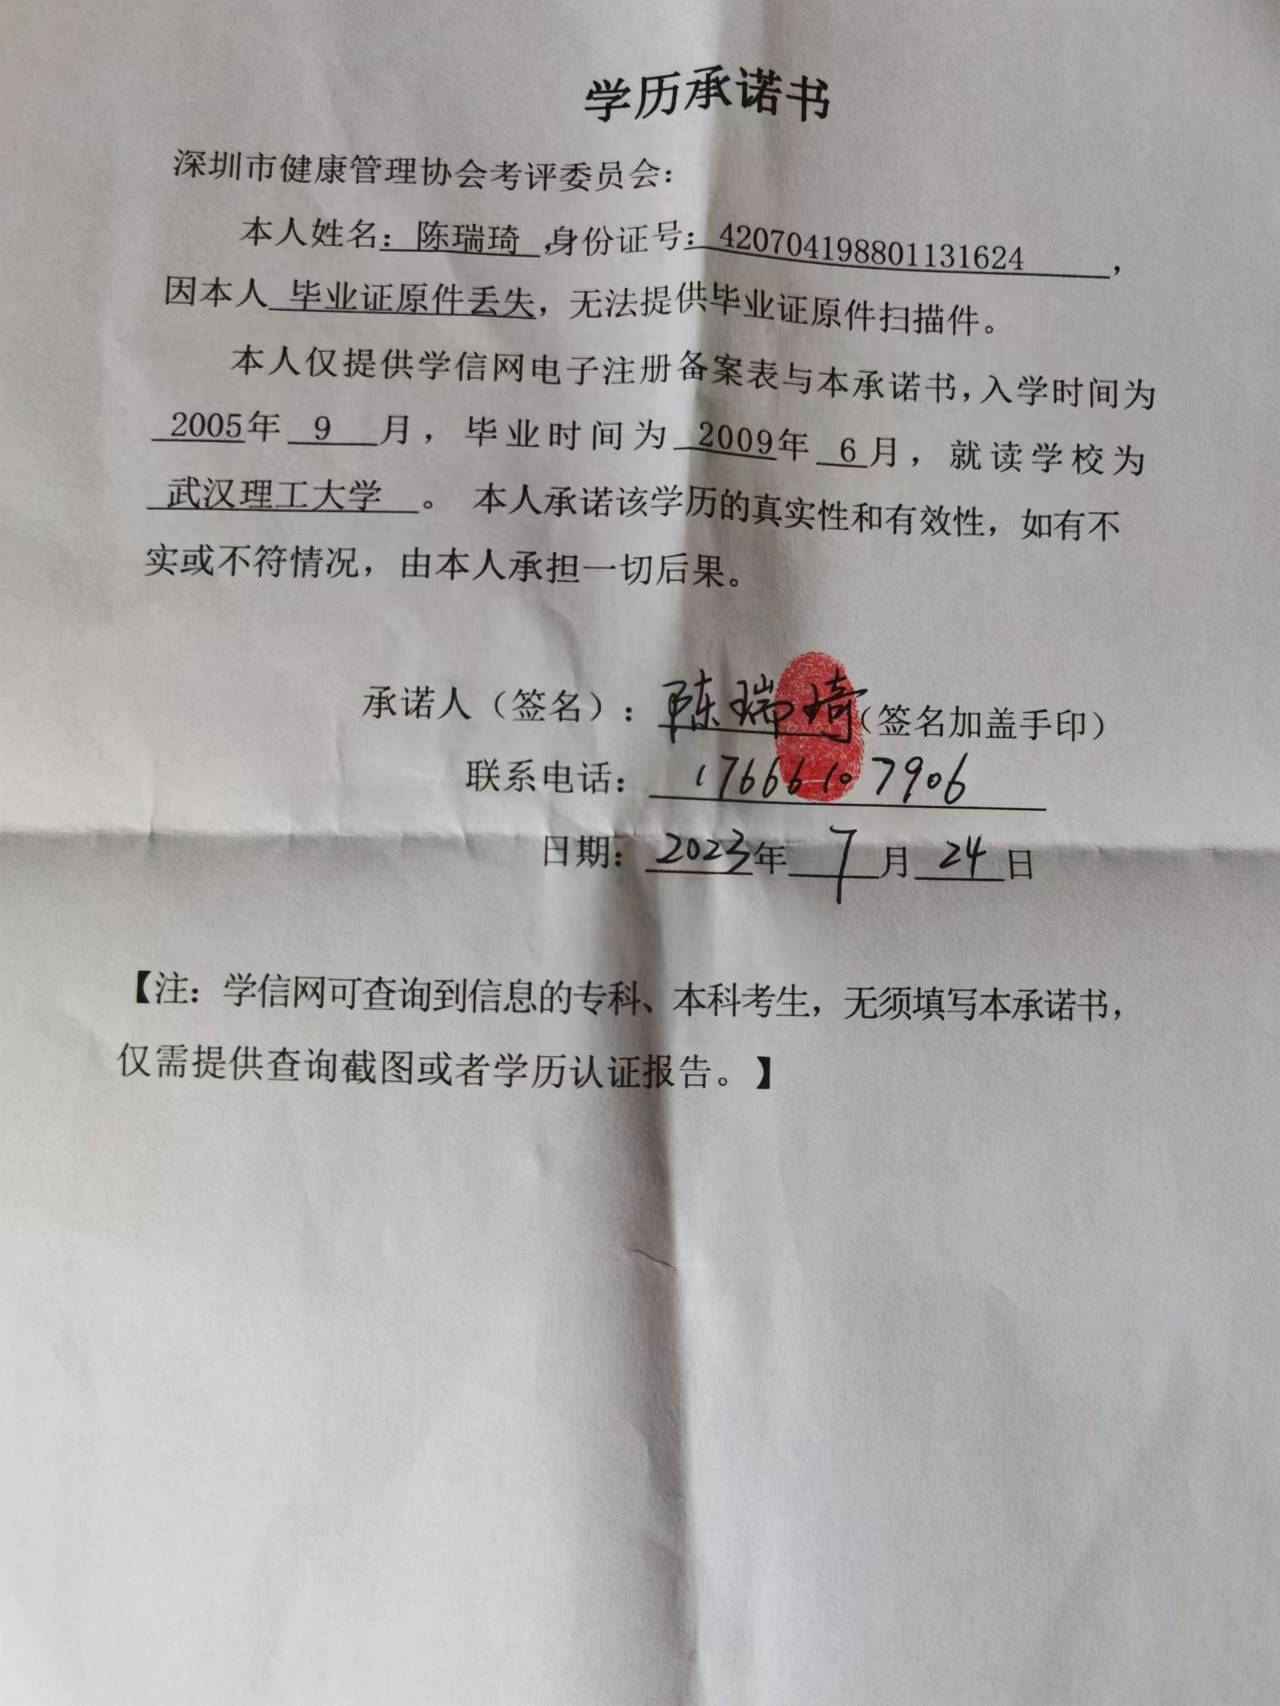 学历承诺书
深圳市健康管理协会考评委员会：
本人姓名：陈瑞琦，身份证号：420704198801131624，
因本人 毕业证原件丢失，无法提供毕业证原件扫描件。
本人仅提供学信网电子注册备案表与本承诺书，入学时间为
2005年 9 月，毕业时间为 2009年 6月，就读学校为
武汉理工大学 。 本人承诺该学历的真实性和有效性，如有不
实或不符情况，由本人承担一切后果。
承诺人（签名）：陈瑞琦（签名加盖手印）
联系电话：17666107906
日期：2023年 7月 24日
【注：学信网可查询到信息的专科、本科考生，无须填写本承诺书，
仅需提供查询截图或者学历认证报告。】